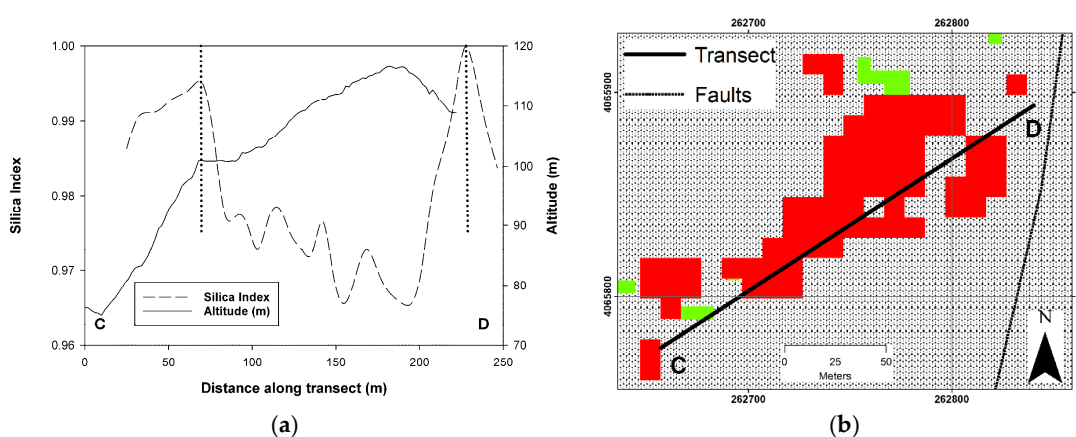 1.00
0.99
0.98
0.97
0.96
Silica Index
120
110
100
90
80
70
Altitude (m)
Silica Index
Altitude (m)
C
D
0
50
100
150
200
250
Distance along transect (m)
(a)
262700
262800
4065900
4065800
Transect
Faults
D
C
N
0
50
Meters
262700
262800
(b)